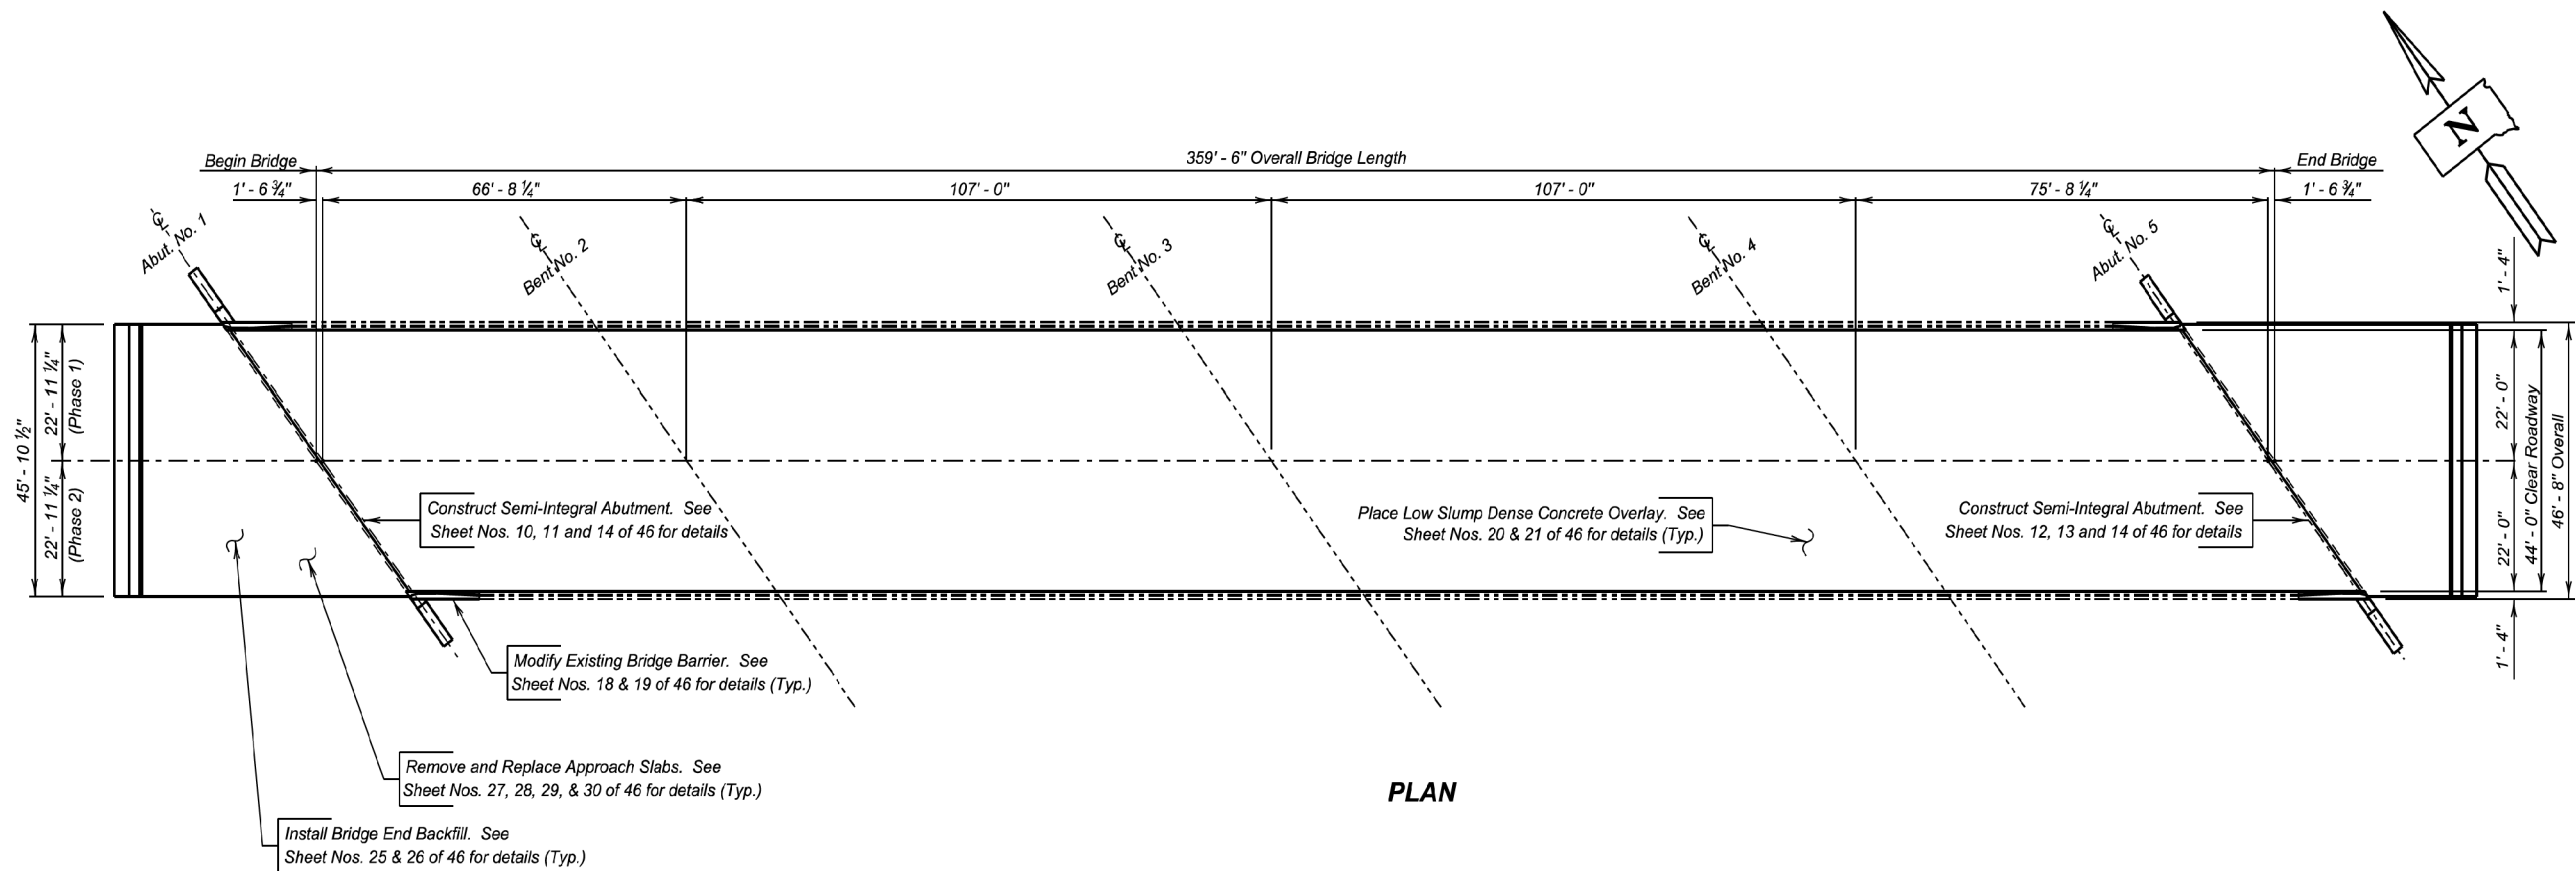 Begin Bridge
359' - 6" Overall Bridge Length
End Bridge
1' - 6 ¾"
66' - 8 ¼"
107' - 0"
107' - 0"
75' - 8 ¼"
1' - 6 ¾"
N
℄
Abut. No. 1
℄
Bent No. 2
℄
Bent No. 3
℄
Bent No. 4
℄
Abut. No. 5
45' - 10 ½"
22' - 11 ¼"
(Phase 1)
22' - 11 ¼"
(Phase 2)
1' - 4"
22' - 0"
22' - 0"
44' - 0" Clear Roadway
46' - 8" Overall
1' - 4"
Construct Semi-Integral Abutment. See
Sheet Nos. 10, 11 and 14 of 46 for details
Place Low Slump Dense Concrete Overlay. See
Sheet Nos. 20 & 21 of 46 for details (Typ.)
Construct Semi-Integral Abutment. See
Sheet Nos. 12, 13 and 14 of 46 for details
Modify Existing Bridge Barrier. See
Sheet Nos. 18 & 19 of 46 for details (Typ.)
Remove and Replace Approach Slabs. See
Sheet Nos. 27, 28, 29, & 30 of 46 for details (Typ.)
Install Bridge End Backfill. See
Sheet Nos. 25 & 26 of 46 for details (Typ.)
PLAN